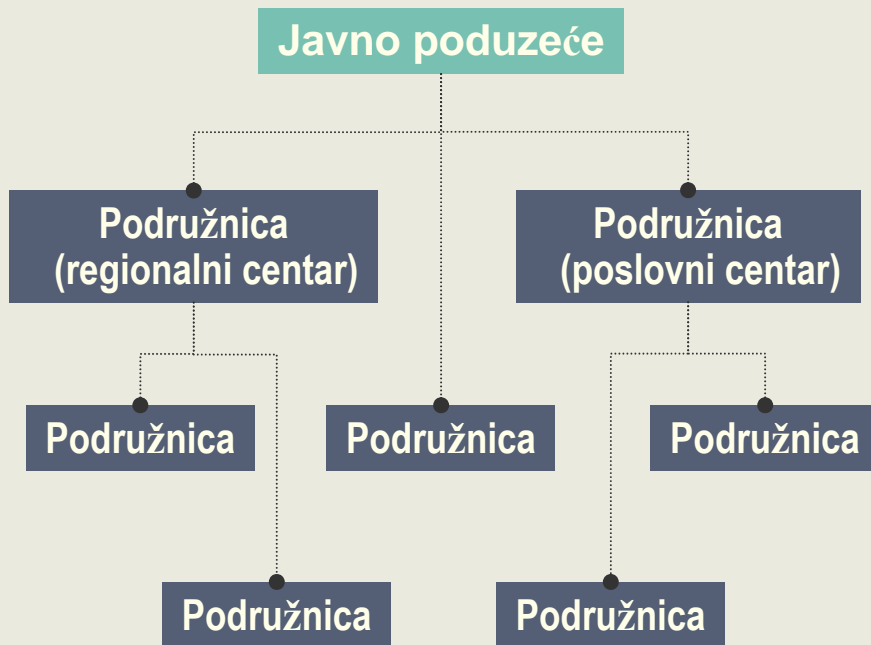 Javno poduzeće
Podružnica
(regionalni centar)
Podružnica
(poslovni centar)
Podružnica
Podružnica
Podružnica
Podružnica
Podružnica